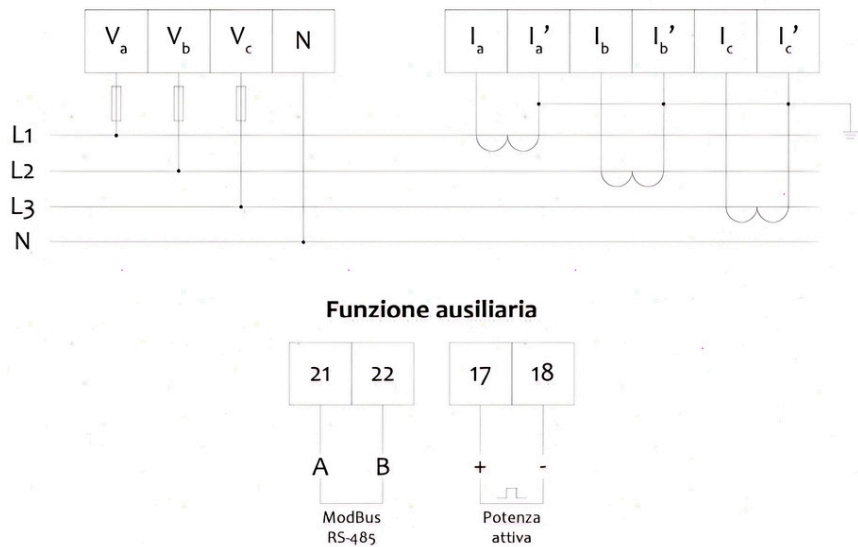 Va Vb Vc N Ia Ia' Ib Ib' Ic Ic'
L1
L2
L3
N
Funzione ausiliaria
21 22 17 18
A B + -
ModBus Potenza
RS-485 attiva